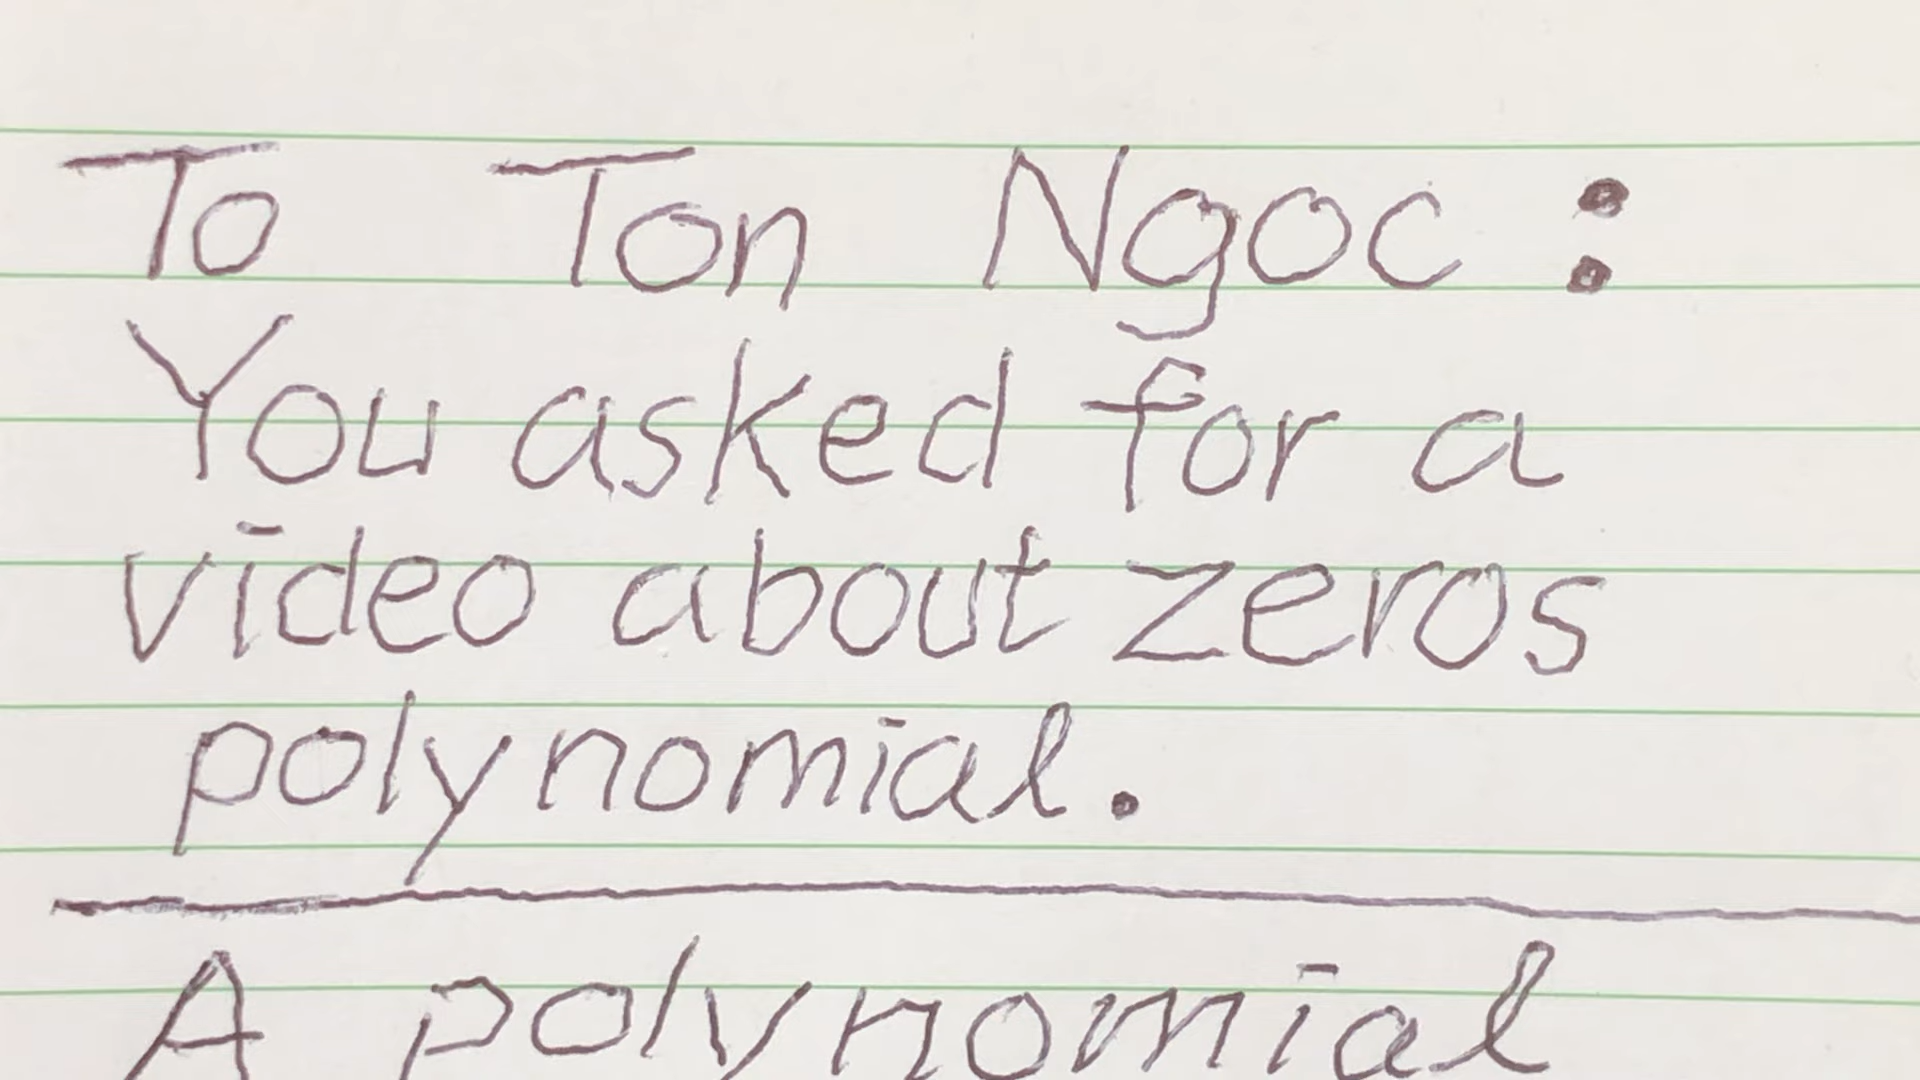 To Ton Ngoc:
You asked for a
video about zeros
polynomial.
A polynomial